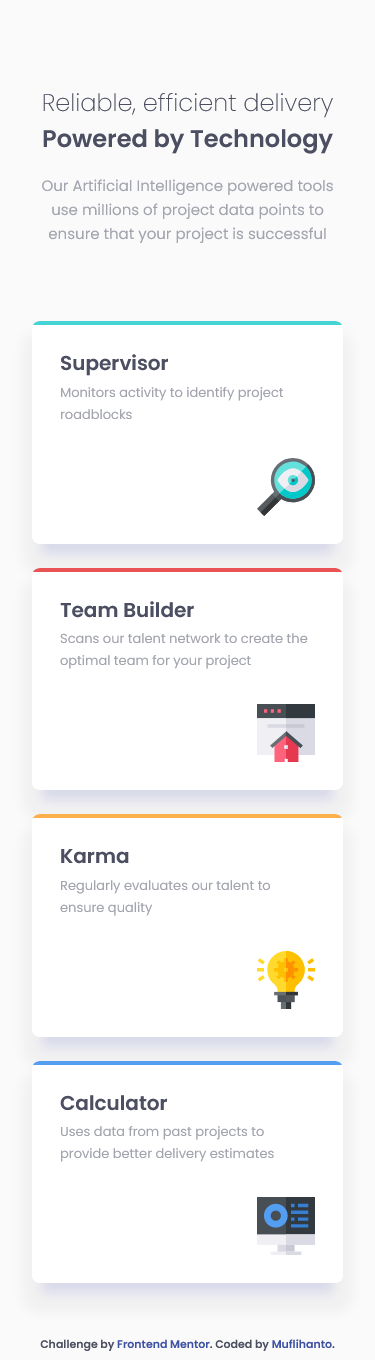 Reliable, efficient delivery
Powered by Technology
Our Artificial Intelligence powered tools
use millions of project data points to
ensure that your project is successful
Supervisor
Monitors activity to identify project
roadblocks
Team Builder
Scans our talent network to create the
optimal team for your project
Karma
Regularly evaluates our talent to
ensure quality
Calculator
Uses data from past projects to
provide better delivery estimates
Challenge by Frontend Mentor. Coded by Muflihanto.